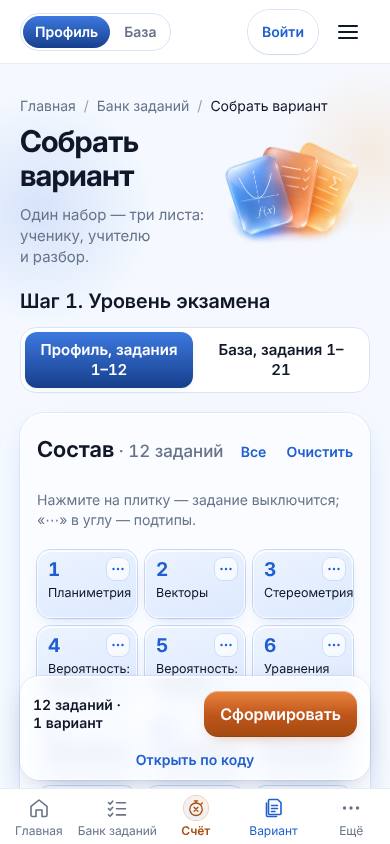 Профиль База Войти
Главная / Банк заданий / Собрать вариант
Собрать
вариант
Один набор — три листа:
ученику, учителю
и разбор.
f(x)
Шаг 1. Уровень экзамена
Профиль, задания
1–12
База, задания 1–
21
Состав · 12 заданий Все Очистить
Нажмите на плитку — задание выключится;
«···» в углу — подтипы.
1 ··· 2 ··· 3 ···
Планиметрия Векторы Стереометрия
4 ··· 5 ··· 6 ···
Вероятность: Вероятность: Уравнения
12 заданий ·
1 вариант
Сформировать
Открыть по коду
Главная Банк заданий Счёт Вариант Ещё